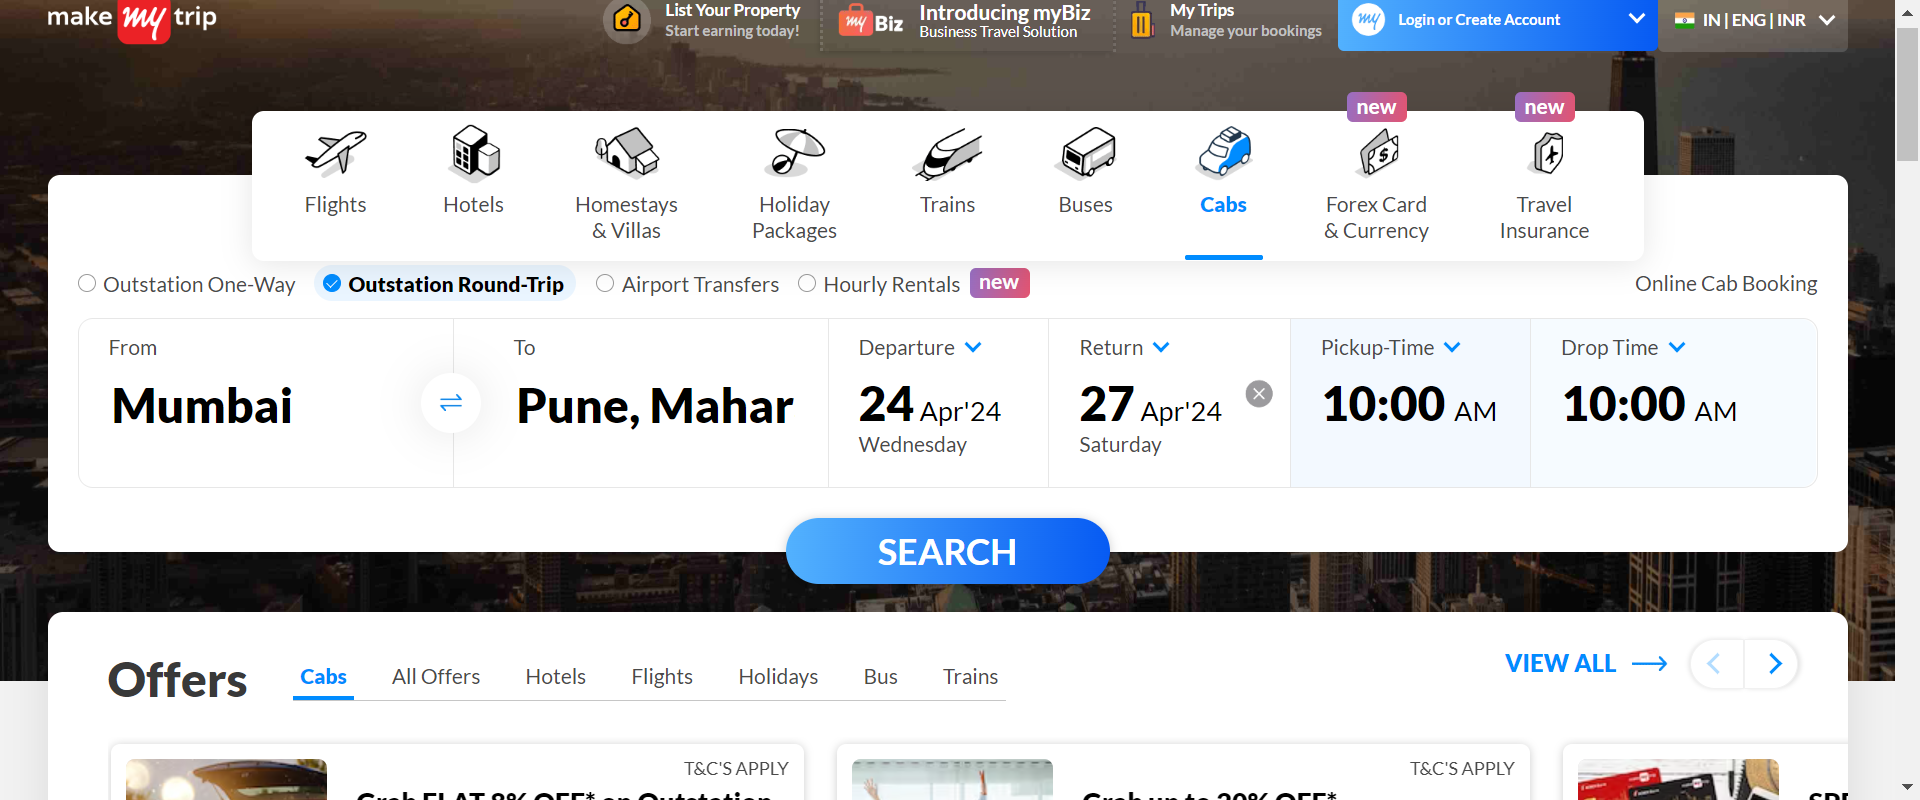 make my trip
List Your Property
Start earning today!
my Biz
Introducing myBiz
Business Travel Solution
My Trips
Manage your bookings
my
Login or Create Account
IN | ENG | INR
new
new
Flights
Hotels
Homestays
& Villas
Holiday
Packages
Trains
Buses
Cabs
Forex Card
& Currency
Travel
Insurance
Outstation One-Way
Outstation Round-Trip
Airport Transfers
Hourly Rentals
new
Online Cab Booking
From
Mumbai
To
Pune, Mahar
Departure
24 Apr'24
Wednesday
Return
27 Apr'24
Saturday
Pickup-Time
10:00 AM
Drop Time
10:00 AM
SEARCH
Offers
Cabs
All Offers
Hotels
Flights
Holidays
Bus
Trains
VIEW ALL
T&C'S APPLY
Grab FLAT 8% OFF* on Outstation
T&C'S APPLY
Grab up to 20% OFF*